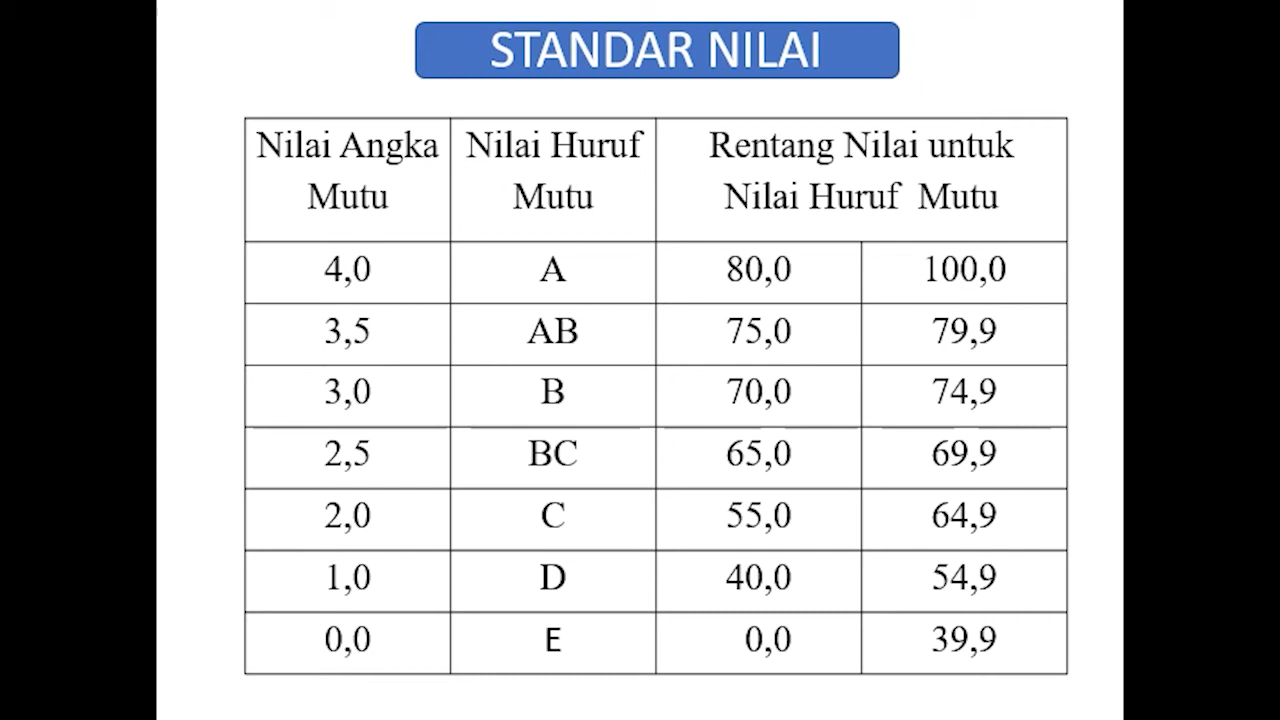 STANDAR NILAI
Nilai Angka Mutu Nilai Huruf Mutu Rentang Nilai untuk Nilai Huruf Mutu
4,0 A 80,0 100,0
3,5 AB 75,0 79,9
3,0 B 70,0 74,9
2,5 BC 65,0 69,9
2,0 C 55,0 64,9
1,0 D 40,0 54,9
0,0 E 0,0 39,9